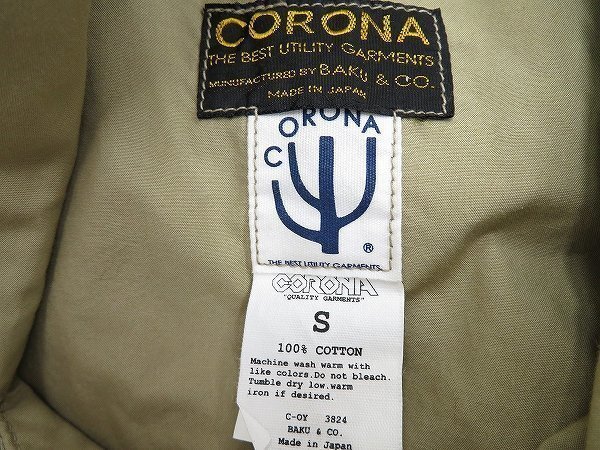 CORONA
THE BEST UTILITY GARMENTS
MANUFACTURED BY BAKU & CO.
MADE IN JAPAN
CORONA
®
THE BEST UTILITY GARMENTS
CORONA
"QUALITY GARMENTS"
S
100% COTTON
Machine wash warm with
like colors.Do not bleach.
Tumble dry low.warm
iron if desired.
C-OY 3824
BAKU & CO.
Made in Japan